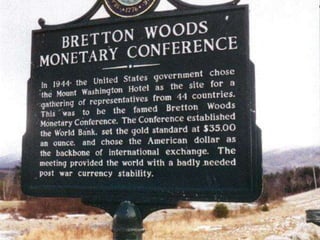 1776
BRETTON WOODS
MONETARY CONFERENCE
In 1944 the United States government chose
the Mount Washington Hotel as the site for a
gathering of representatives from 44 countries.
This was to be the famed Bretton Woods
Monetary Conference. The Conference established
the World Bank, set the gold standard at $35.00
an ounce, and chose the American dollar as
the backbone of international exchange. The
meeting provided the world with a badly needed
post war currency stability.